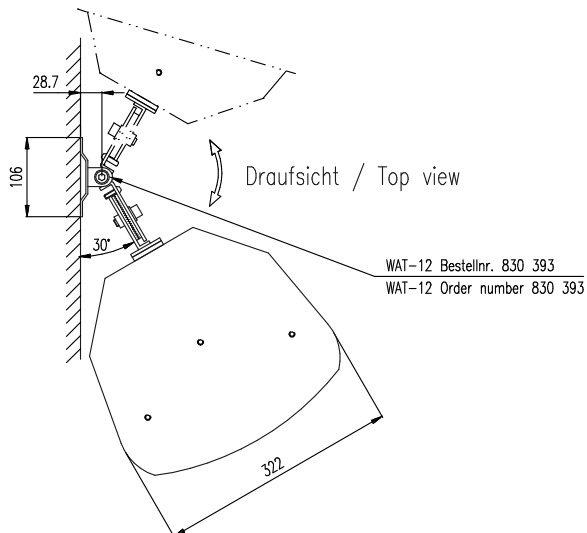 28.7
106
Draufsicht / Top view
30°
WAT-12 Bestellnr. 830 393
WAT-12 Order number 830 393
322